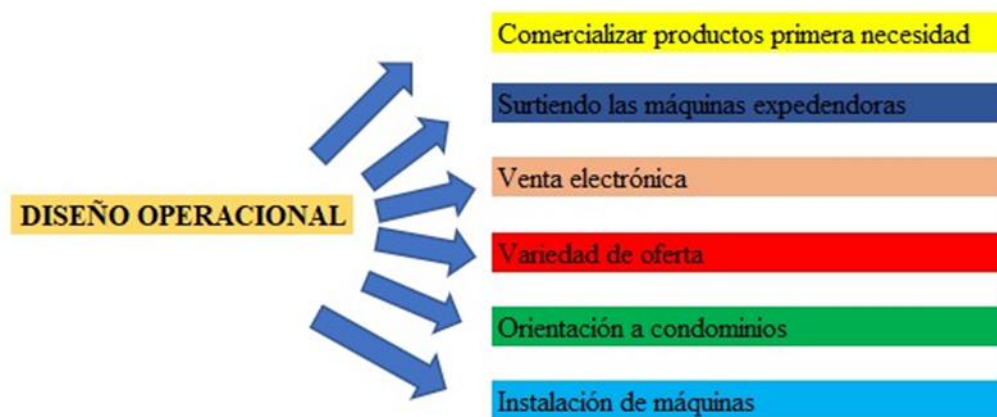 Comercializar productos primera necesidad
Surtiendo las máquinas expedendoras
Venta electrónica
DISEÑO OPERACIONAL
Variedad de oferta
Orientación a condominios
Instalación de máquinas